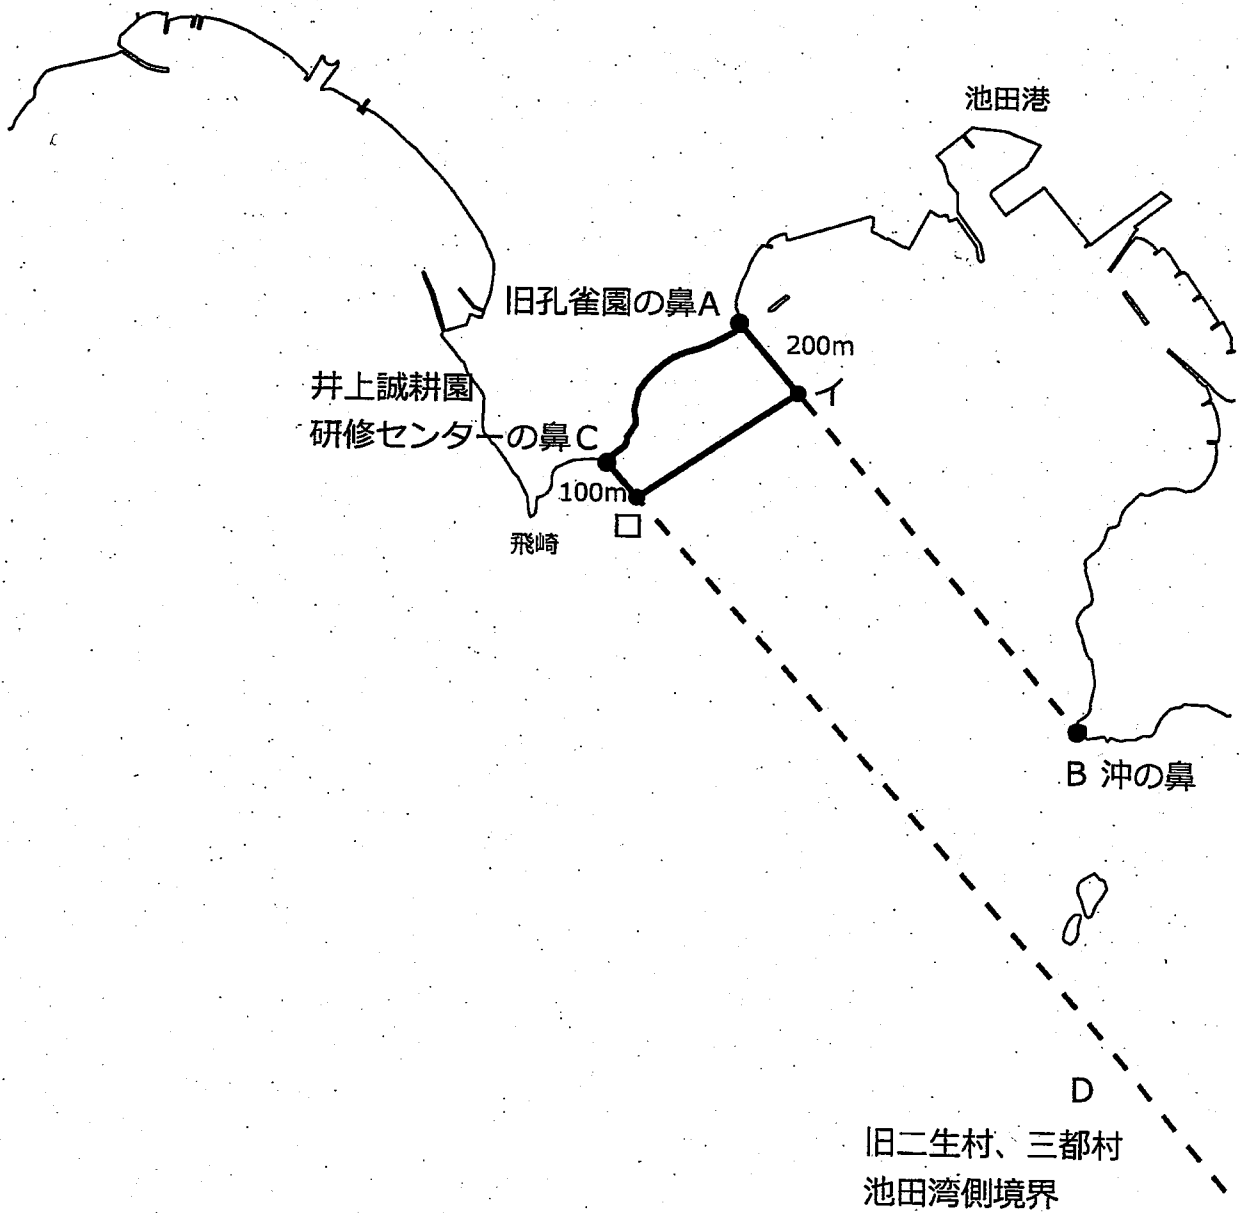 池田港
旧孔雀園の鼻A
200m
イ
井上誠耕園
研修センターの鼻C
100m
ロ
飛崎
B 沖の鼻
D
旧二生村、三都村
池田湾側境界